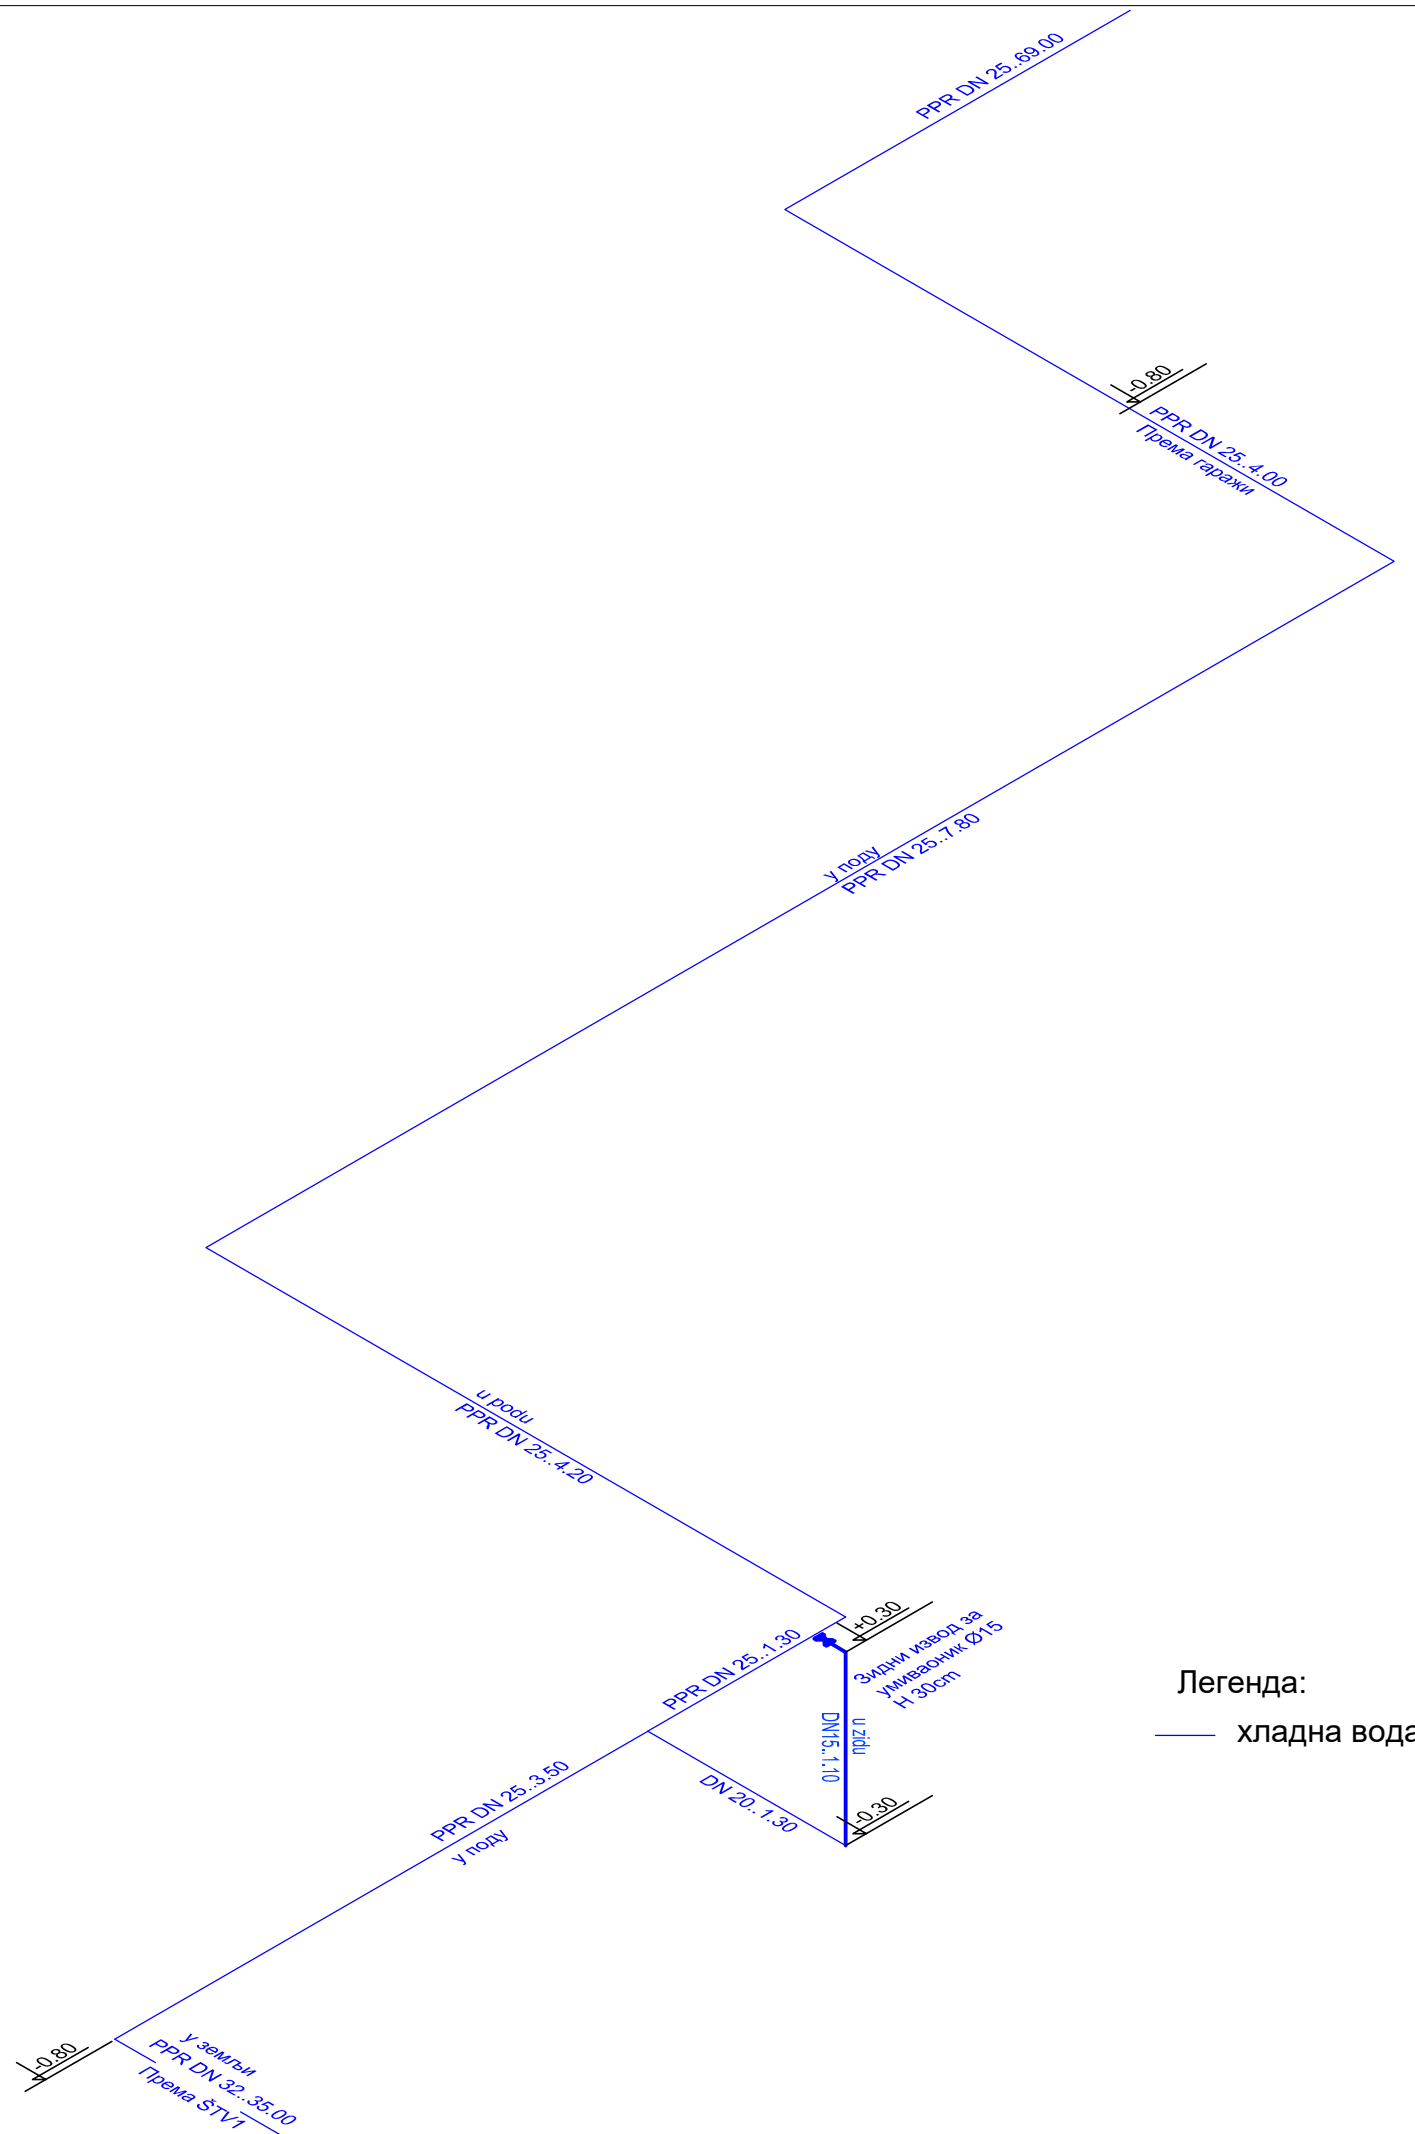 PPR DN 25..69.00
-0.80
PPR DN 25..4.00
Према гаражи
у поду
PPR DN 25..7.80
u podu
PPR DN 25..4.20
+0.30
PPR DN 25..1.30
Зидни извод за
умиваоник Ø15
H 30cm
Легенда:
хладна вода
u zidu
DN15..1.10
PPR DN 25..3.50
у поду
DN 20..1.30
-0.30
-0.80
у земљи
PPR DN 32..35.00
Према ŠTV1